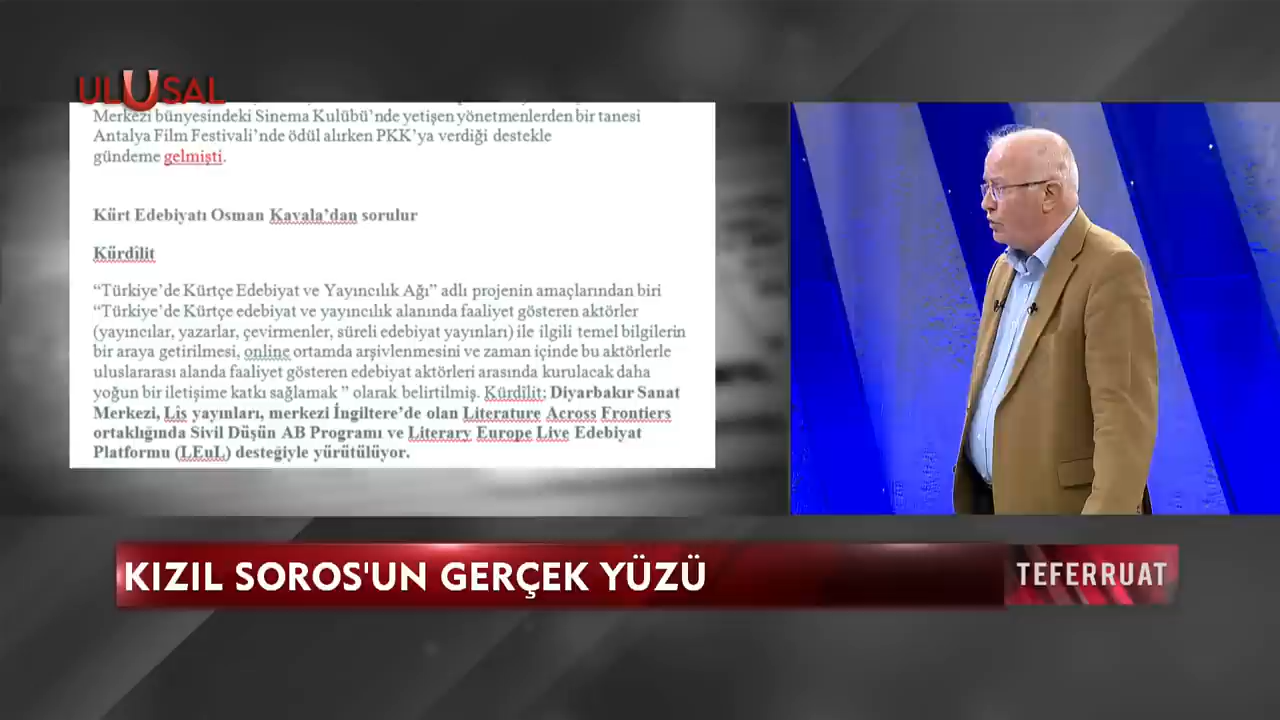 ULUSAL
Merkezi bünyesindeki Sinema Kulübü'nde yetişen yönetmenlerden bir tanesi
Antalya Film Festivali'nde ödül alırken PKK'ya verdiği destekle
gündeme gelmişti.
Kürt Edebiyatı Osman Kavala'dan sorulur
Kürdîlit
“Türkiye'de Kürtçe Edebiyat ve Yayıncılık Ağı” adlı projenin amaçlarından biri
“Türkiye'de Kürtçe edebiyat ve yayıncılık alanında faaliyet gösteren aktörler
(yayıncılar, yazarlar, çevirmenler, süreli edebiyat yayınları) ile ilgili temel bilgilerin
bir araya getirilmesi, online ortamda arşivlenmesini ve zaman içinde bu aktörlerle
uluslararası alanda faaliyet gösteren edebiyat aktörleri arasında kurulacak daha
yoğun bir iletişime katkı sağlamak ” olarak belirtilmiş. Kürdîlit; Diyarbakır Sanat
Merkezi, Lis yayınları, merkezi İngiltere'de olan Literature Across Frontiers
ortaklığında Sivil Düşün AB Programı ve Literary Europe Live Edebiyat
Platformu (LEuL) desteğiyle yürütülüyor.
KIZIL SOROS'UN GERÇEK YÜZÜ
TEFERRUAT